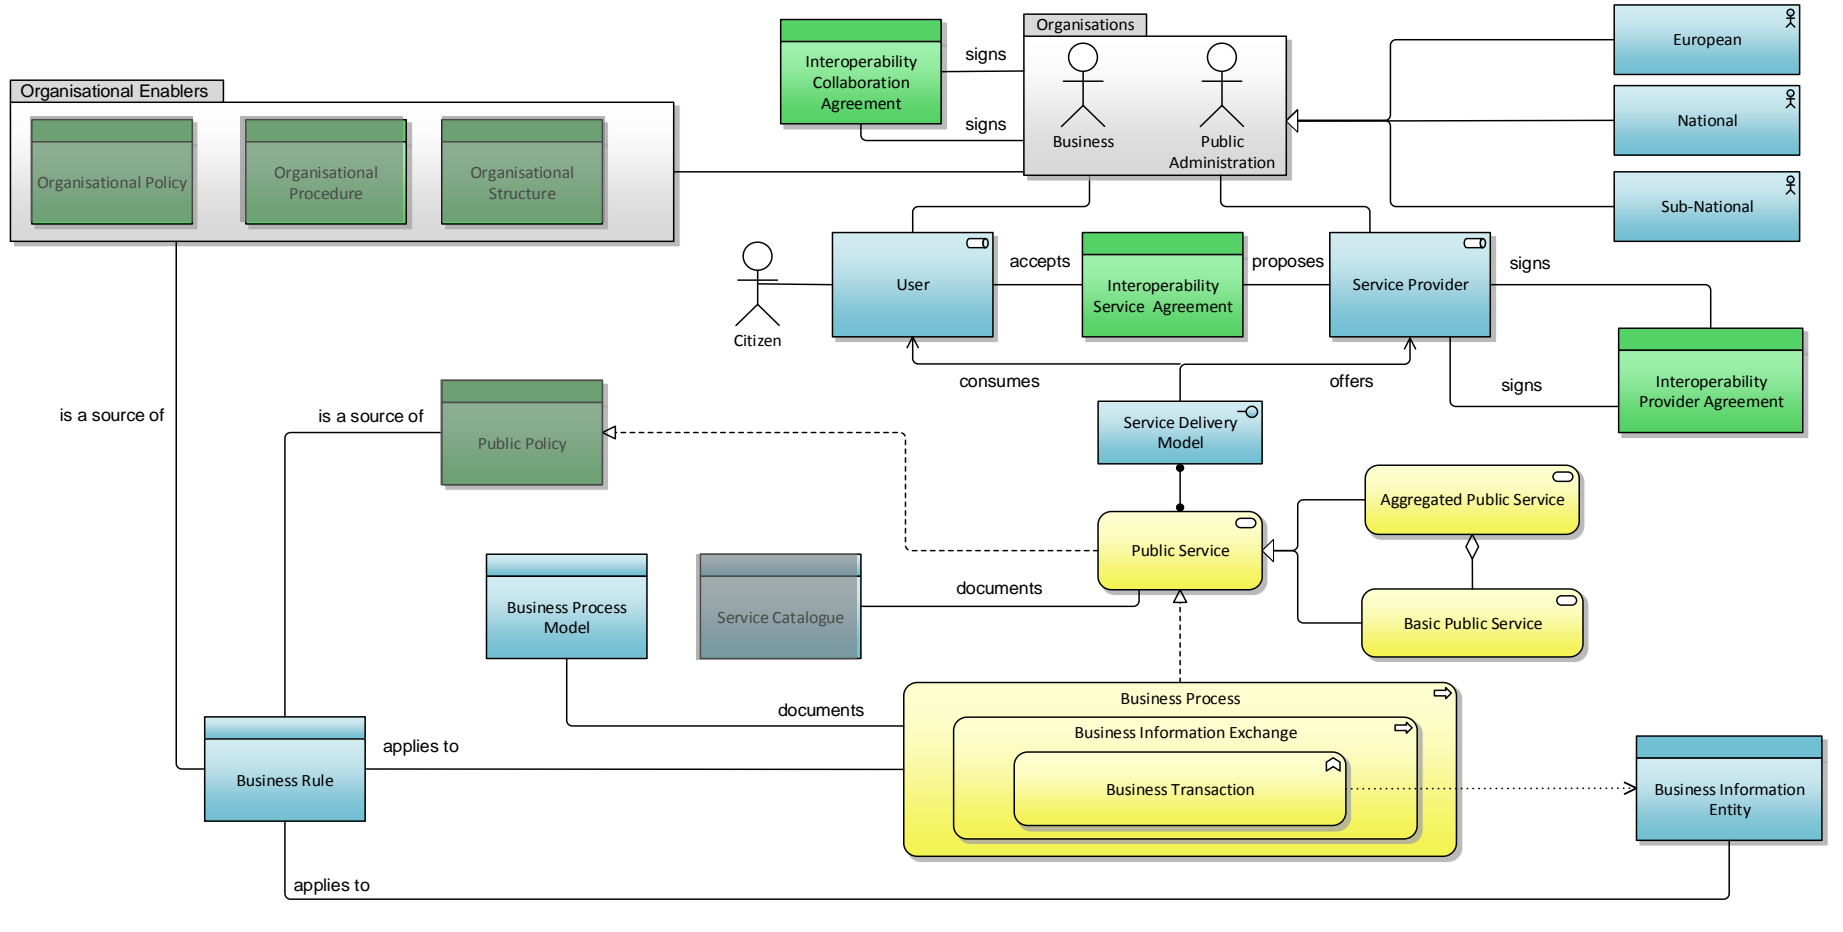 Organisations
European
Interoperability
Collaboration
Agreement
signs
signs
Business
Public
Administration
National
Sub-National
Organisational Enablers
Organisational Policy
Organisational
Procedure
Organisational
Structure
Citizen
User
accepts
Interoperability
Service  Agreement
proposes
Service Provider
signs
signs
Interoperability
Provider Agreement
consumes
offers
Service Delivery
Model
is a source of
is a source of
Public Policy
Public Service
Aggregated Public Service
Basic Public Service
Business Process
Model
Service Catalogue
documents
documents
Business Process
Business Information Exchange
Business Transaction
Business Rule
applies to
applies to
Business Information
Entity